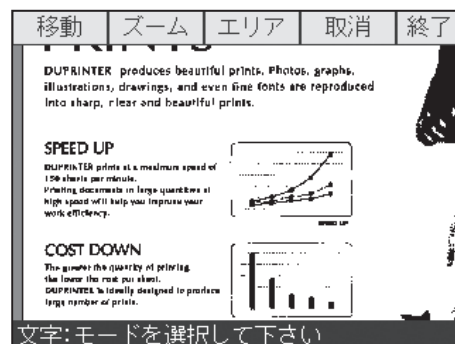 移動 ズーム エリア 取消 終了
PRINTS
DUPRINTER produces beautiful prints. Photos, graphs,
illustrations, drawings, and even fine fonts are reproduced
into sharp, clear and beautiful prints.
SPEED UP
DUPRINTER prints at a maximum speed of
130 sheets per minute.
Printing documents in large quantities at
high speed will help you improve your
work efficiency.
SPEED UP
COST DOWN
The greater the quantity of printing,
the lower the cost per sheet.
DUPRINTER is ideally designed to produce
large number of prints.
文字:モードを選択して下さい